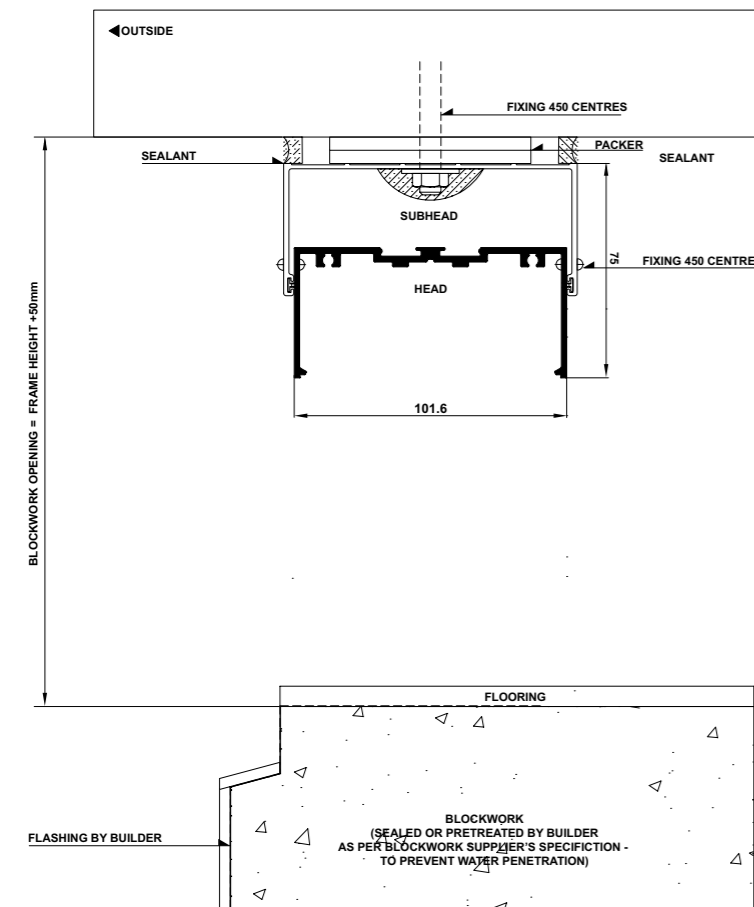 OUTSIDE
FIXING 450 CENTRES
PACKER
SEALANT
SEALANT
SUBHEAD
75
FIXING 450 CENTRE
HEAD
101.6
BLOCKWORK OPENING = FRAME HEIGHT +50mm
FLOORING
BLOCKWORK
(SEALED OR PRETREATED BY BUILDER
AS PER BLOCKWORK SUPPLIER'S SPECIFICTION -
TO PREVENT WATER PENETRATION)
FLASHING BY BUILDER